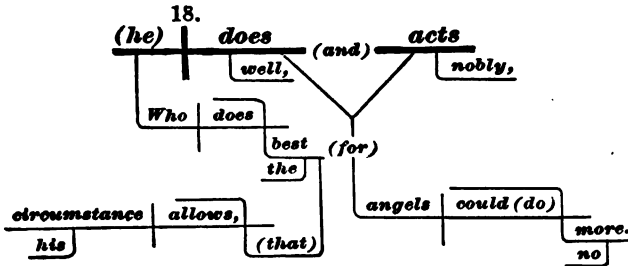 18.
(he) does (and) acts
well, nobly,
Who does
best (for)
the
circumstance allows, angels could (do)
his (that) more.
no